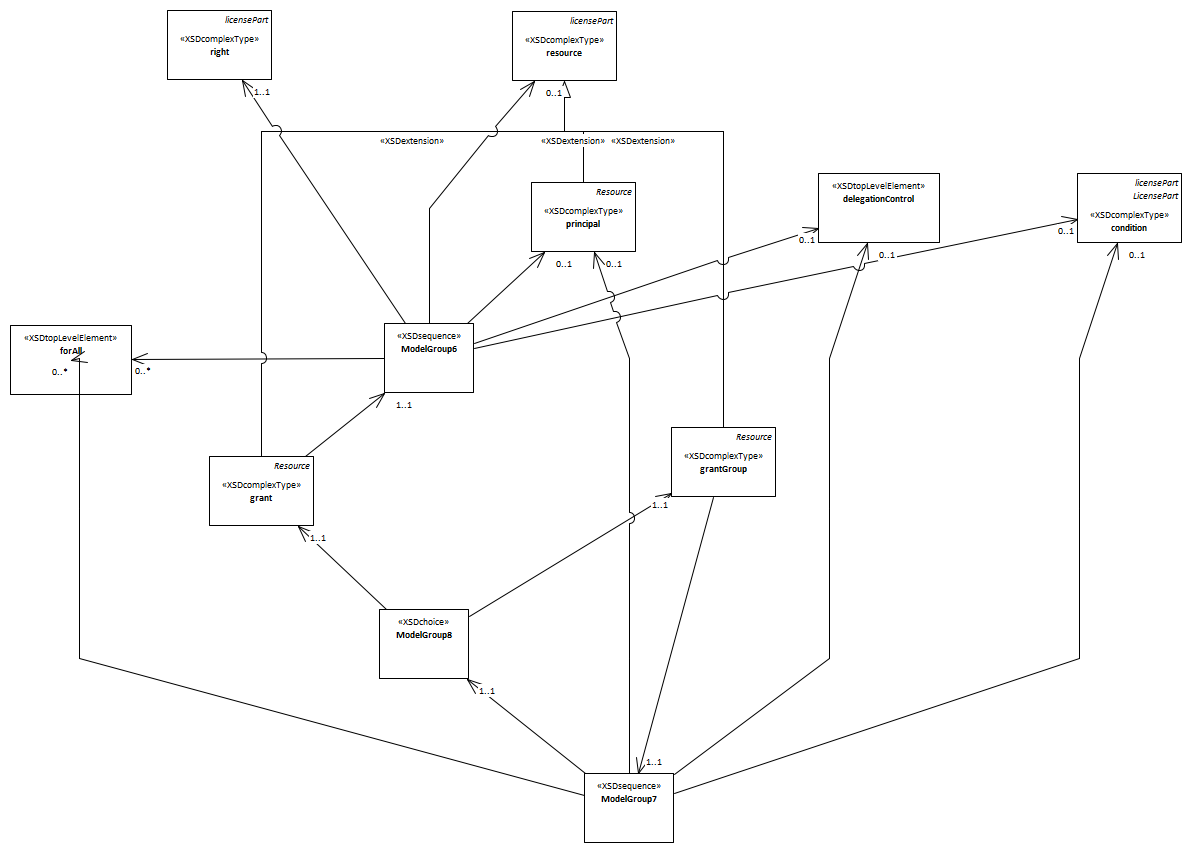 licensePart
«XSDcomplexType»
right
1..1
licensePart
«XSDcomplexType»
resource
0..1
«XSDextension»
«XSDextension»
«XSDextension»
Resource
«XSDcomplexType»
principal
0..1
0..1
«XSDtopLevelElement»
delegationControl
0..1
0..1
licensePart
LicensePart
«XSDcomplexType»
condition
0..1
0..1
«XSDtopLevelElement»
forAll
0..*
0..*
«XSDsequence»
ModelGroup6
1..1
Resource
«XSDcomplexType»
grant
1..1
Resource
«XSDcomplexType»
grantGroup
1..1
«XSDchoice»
ModelGroup8
1..1
1..1
«XSDsequence»
ModelGroup7